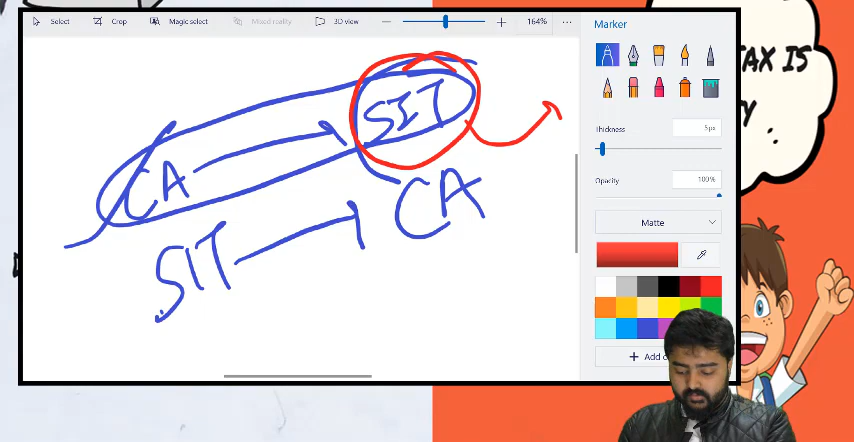 Select Crop Magic select Mixed reality 3D view 164% ...
Marker
TAX IS
Thickness
5px
Opacity
100%
Matte
CA → SIT
SIT → CA
+ Add